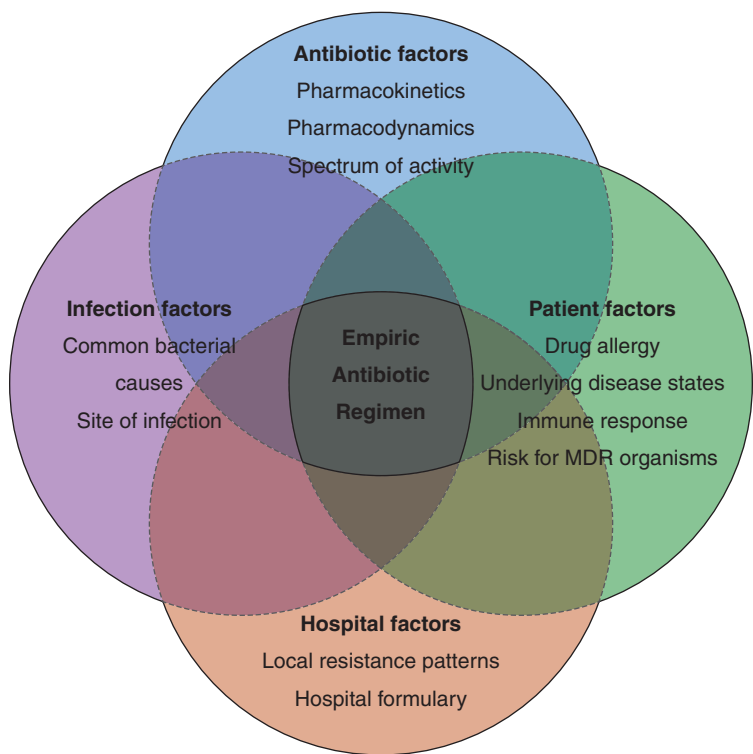 Antibiotic factors
Pharmacokinetics
Pharmacodynamics
Spectrum of activity
Infection factors
Common bacterial
causes
Site of infection
Empiric
Antibiotic
Regimen
Patient factors
Drug allergy
Underlying disease states
Immune response
Risk for MDR organisms
Hospital factors
Local resistance patterns
Hospital formulary